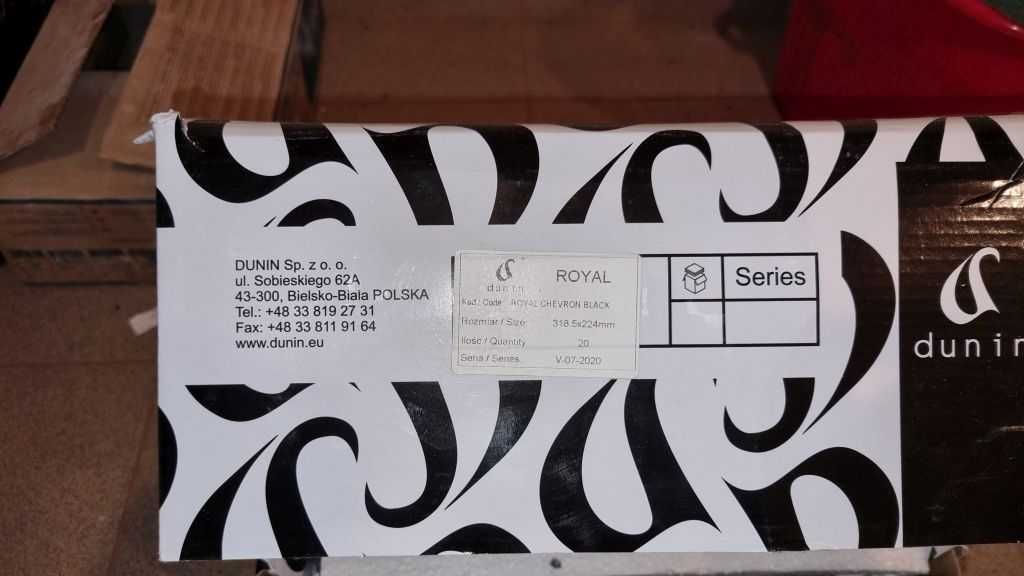 DUNIN Sp. z o. o.
ul. Sobieskiego 62A
43-300, Bielsko-Biała POLSKA
Tel.: +48 33 819 27 31
Fax: +48 33 811 91 64
www.dunin.eu
dunin
ROYAL
Kod / Code: ROYAL CHEVRON BLACK
Rozmiar / Size: 318.5x224mm
Ilość / Quantity 20
Seria / Series: V-07-2020
Series
dunin